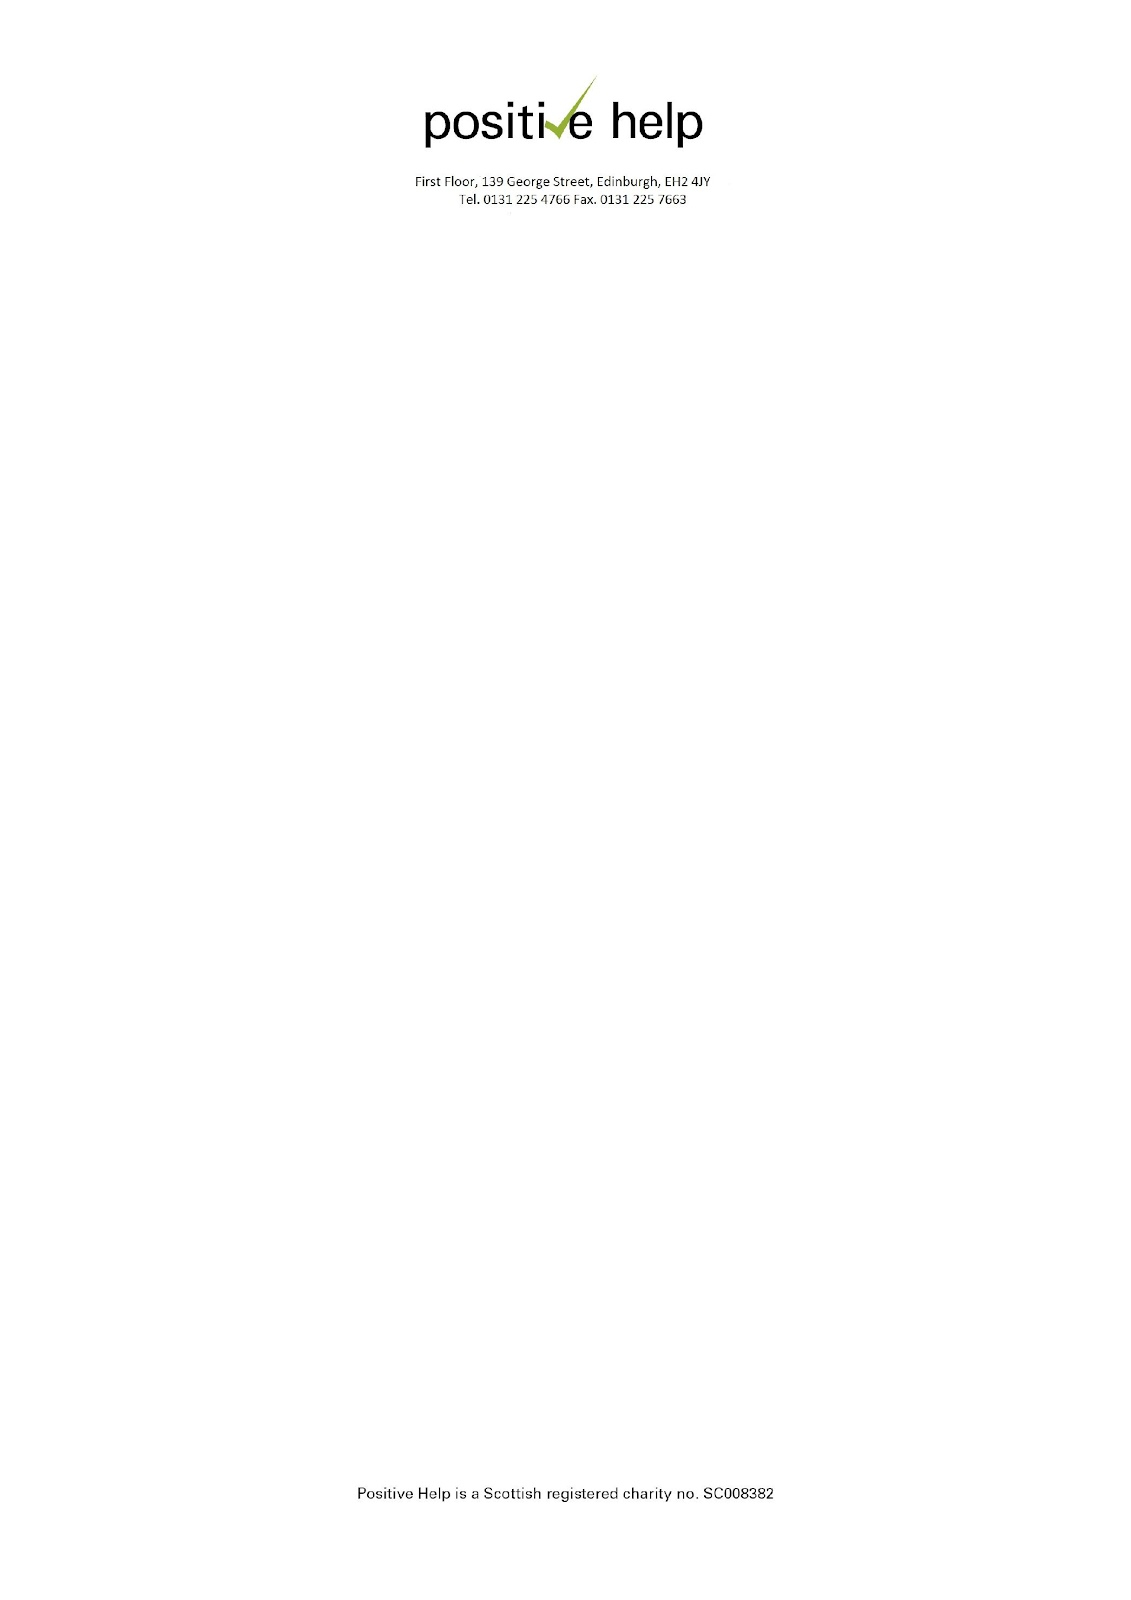 positive help
First Floor, 139 George Street, Edinburgh, EH2 4JY
Tel. 0131 225 4766 Fax. 0131 225 7663
Positive Help is a Scottish registered charity no. SC008382